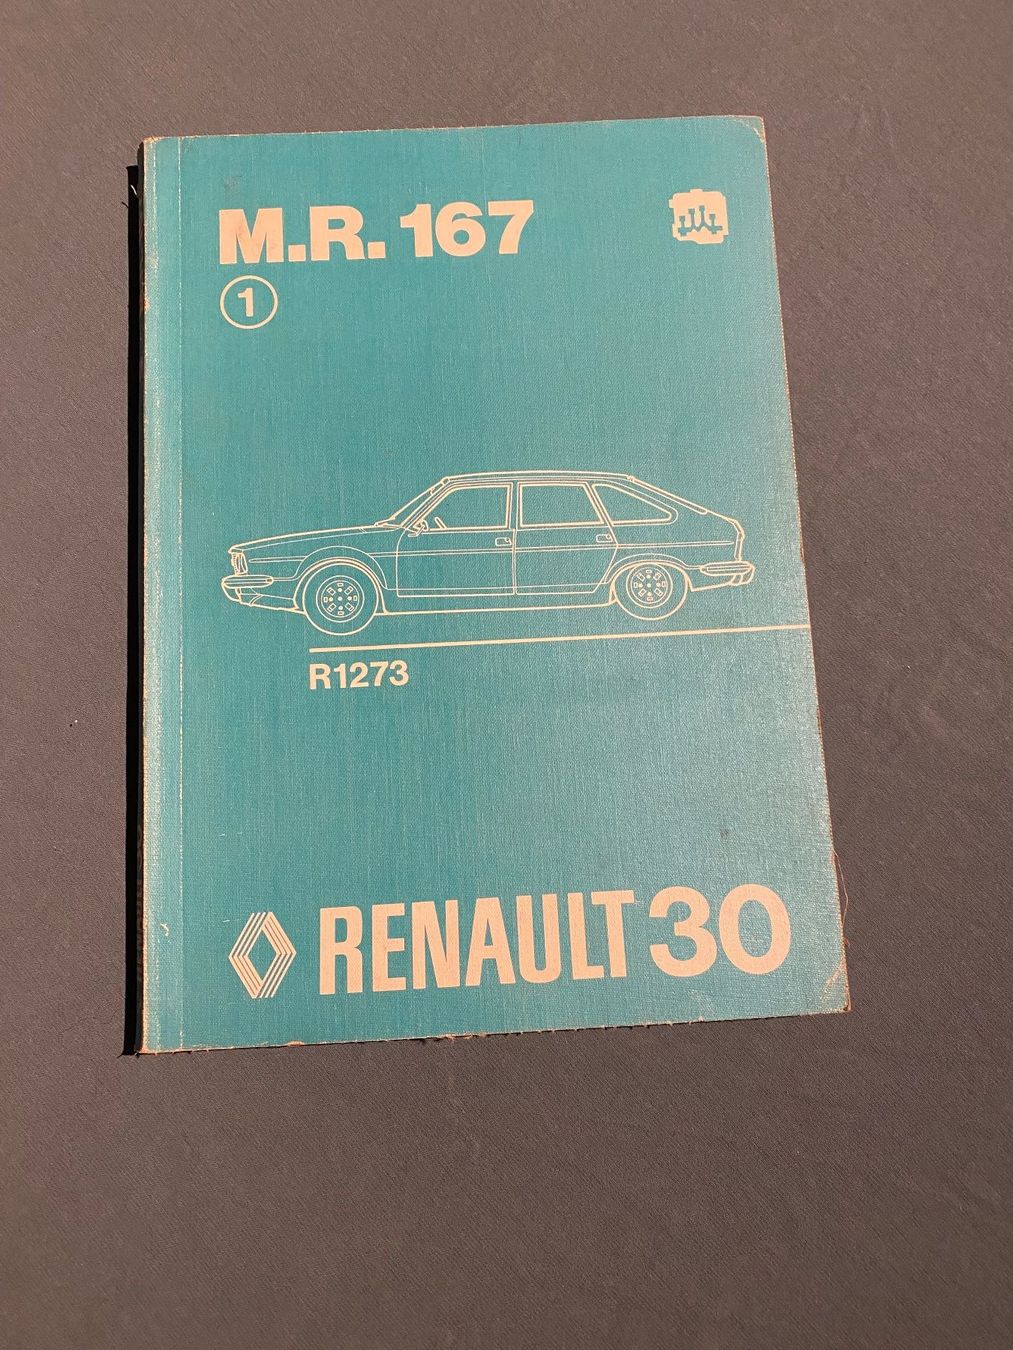 M.R. 167
1
R1273
RENAULT 30